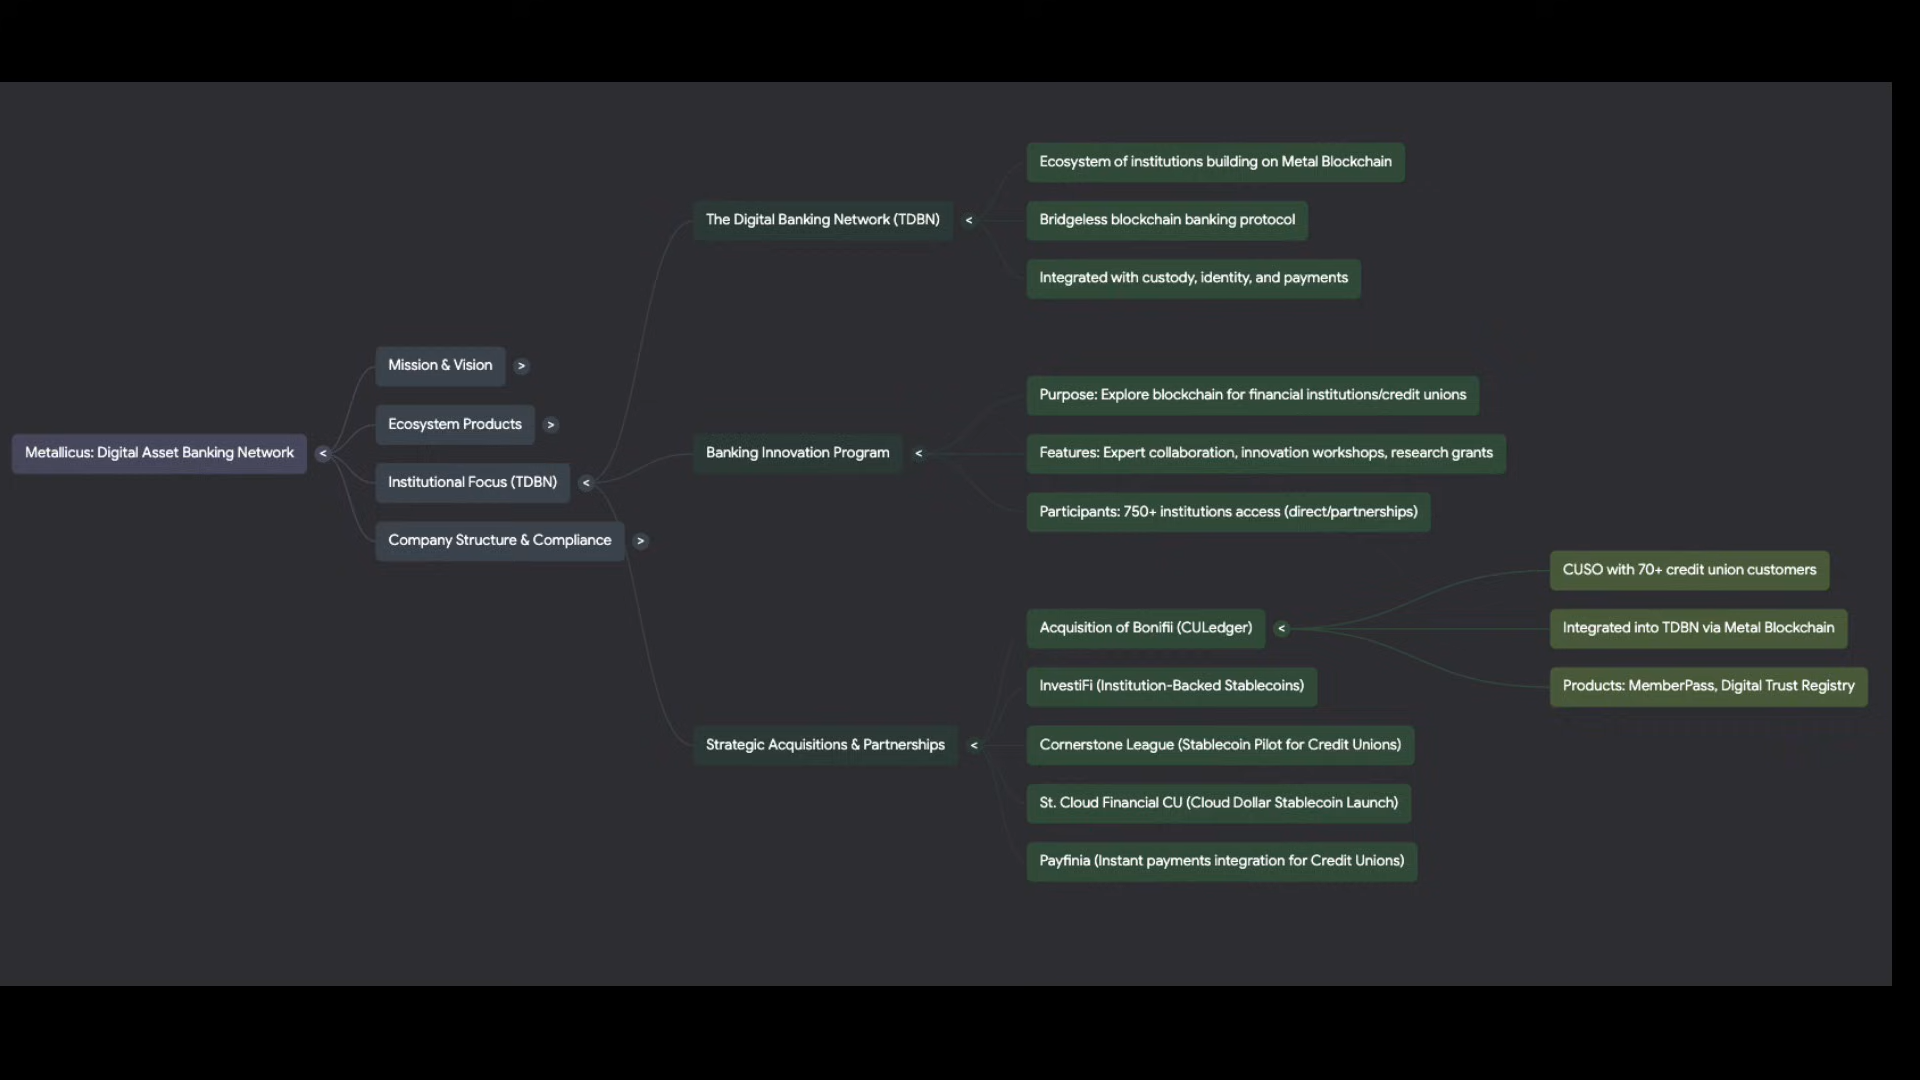 Metallicus: Digital Asset Banking Network
<
Mission & Vision
>
Ecosystem Products
>
Institutional Focus (TDBN)
<
Company Structure & Compliance
>
The Digital Banking Network (TDBN)
<
Ecosystem of institutions building on Metal Blockchain
Bridgeless blockchain banking protocol
Integrated with custody, identity, and payments
Banking Innovation Program
<
Purpose: Explore blockchain for financial institutions/credit unions
Features: Expert collaboration, innovation workshops, research grants
Participants: 750+ institutions access (direct/partnerships)
Strategic Acquisitions & Partnerships
<
Acquisition of Bonifii (CULedger)
<
CUSO with 70+ credit union customers
Integrated into TDBN via Metal Blockchain
Products: MemberPass, Digital Trust Registry
InvestiFi (Institution-Backed Stablecoins)
Cornerstone League (Stablecoin Pilot for Credit Unions)
St. Cloud Financial CU (Cloud Dollar Stablecoin Launch)
Payfinia (Instant payments integration for Credit Unions)